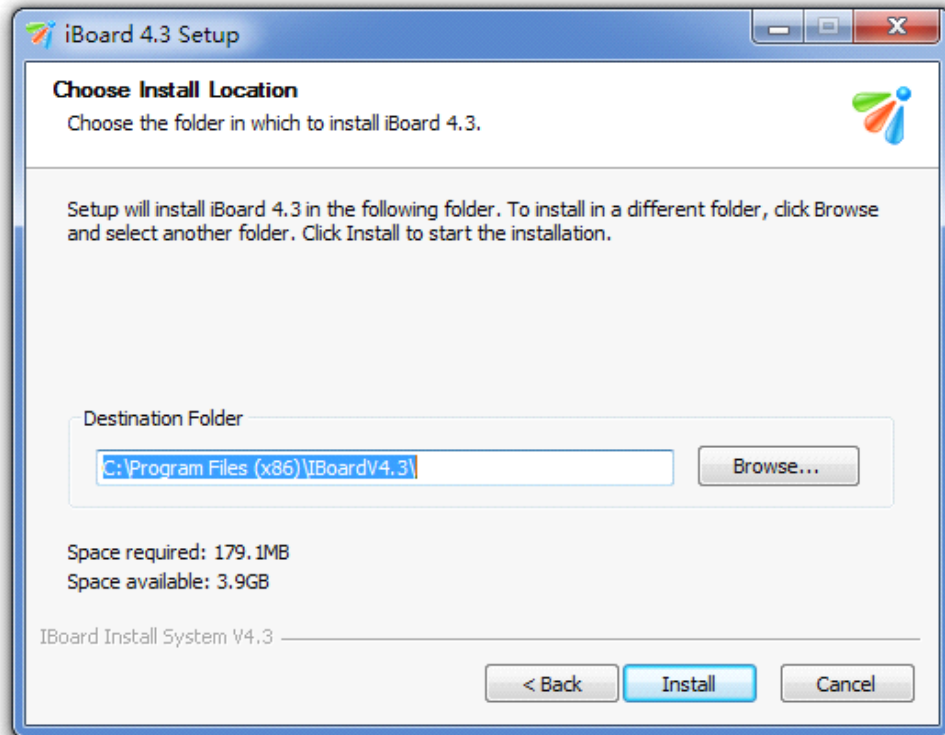 iBoard 4.3 Setup
Choose Install Location
Choose the folder in which to install iBoard 4.3.
Setup will install iBoard 4.3 in the following folder. To install in a different folder, click Browse
and select another folder. Click Install to start the installation.
Destination Folder
C:\Program Files (x86)\IBoardV4.3\
Browse...
Space required: 179.1MB
Space available: 3.9GB
IBoard Install System V4.3
< Back Install Cancel